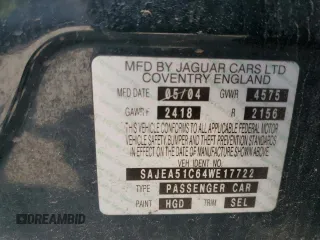 MFD BY JAGUAR CARS LTD
COVENTRY ENGLAND
MFD DATE 05/04 GVWR 4575
GAWR F 2418 R 2156
THIS VEHICLE CONFORMS TO ALL APPLICABLE FEDERAL MOTOR
VEHICLE SAFETY, BUMPER AND THEFT PREVENTION STANDARDS
IN EFFECT ON THE DATE OF MANUFACTURE SHOWN ABOVE.
VEH IDENT No.
SAJEA51C64WE17722
TYPE PASSENGER CAR
PAINT HGD TRIM SEL
DREAMBID